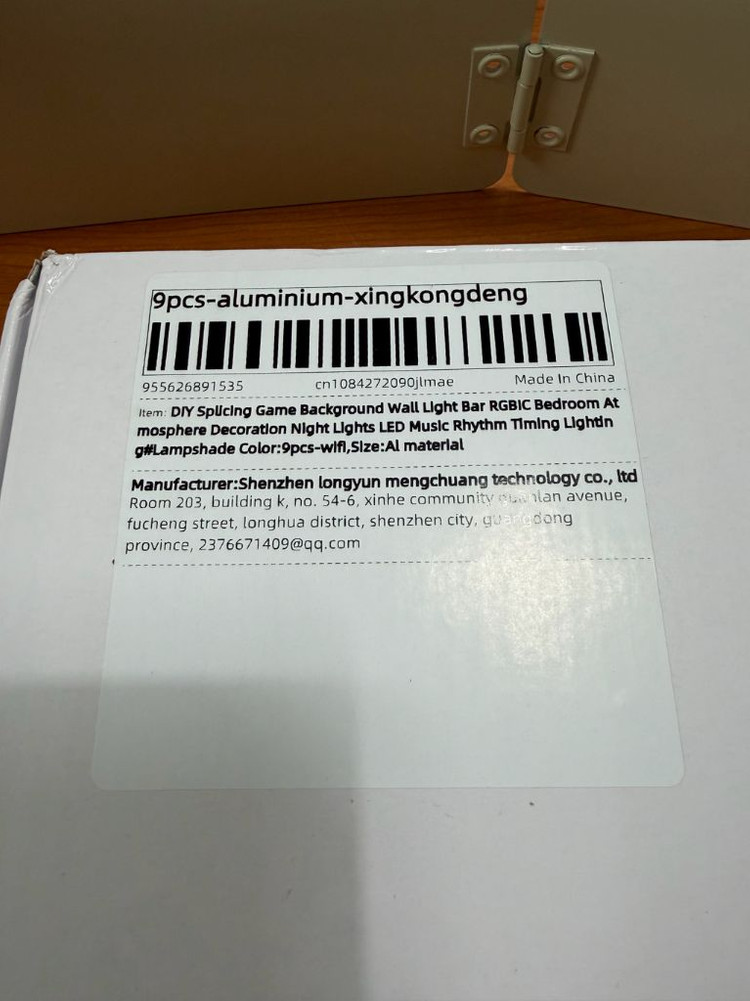 9pcs-aluminium-xingkongdeng
955626891535 cn1084272090jlmae Made In China
Item: DIY Splicing Game Background Wall Light Bar RGBIC Bedroom At
mosphere Decoration Night Lights LED Music Rhythm Timing Lightin
g#Lampshade Color:9pcs-wifi,Size:Al material
Manufacturer:Shenzhen longyun mengchuang technology co., ltd
Room 203, building k, no. 54-6, xinhe community avenue,
fucheng street, longhua district, shenzhen city, guangdong
province, 2376671409@qq.com